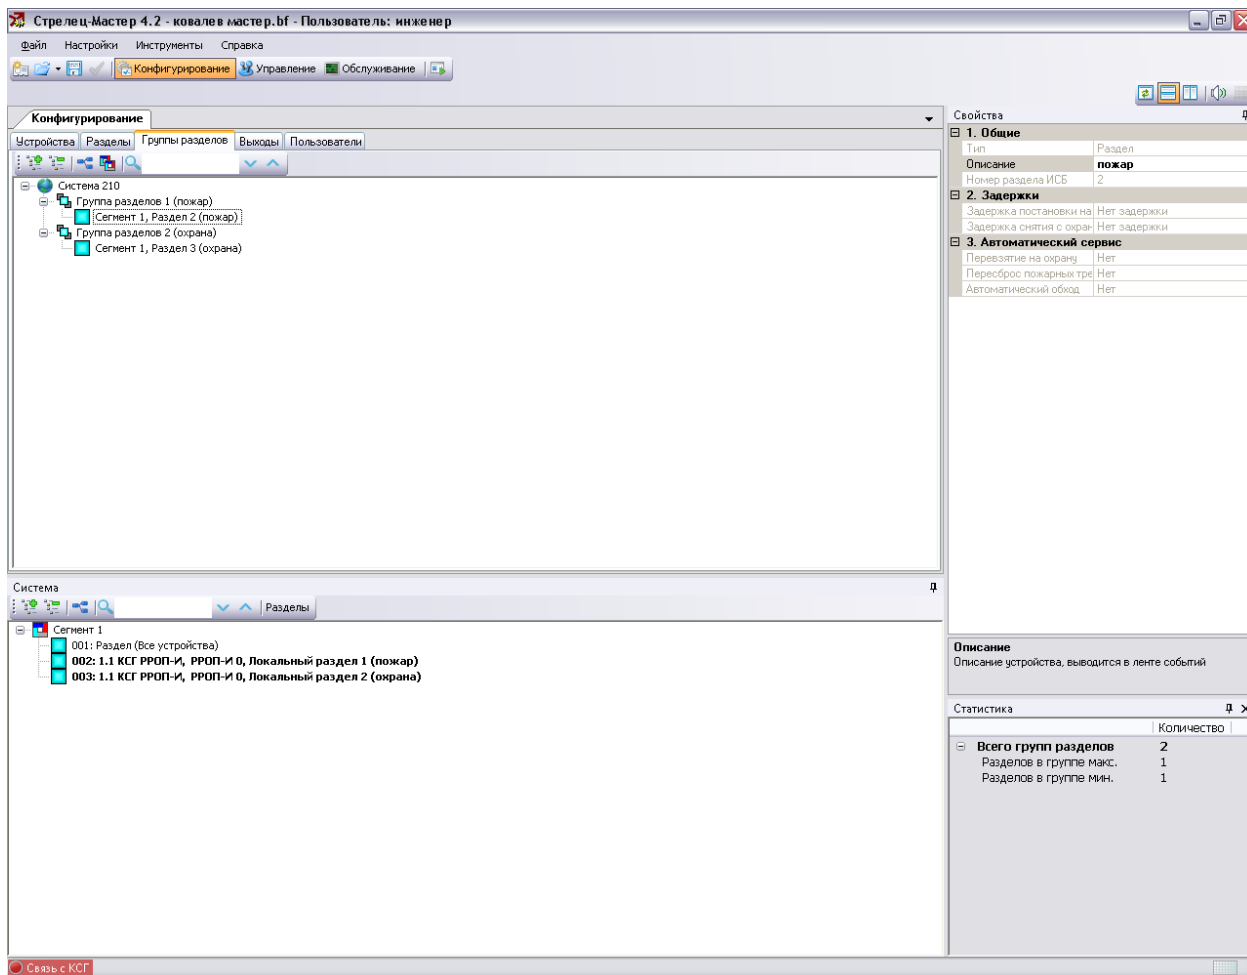 Стрелец-Мастер 4.2 - ковалев мастер.bf - Пользователь: инженер
Файл Настройки Инструменты Справка
Конфигурирование Управление Обслуживание
Конфигурирование
Устройства Разделы Группы разделов Выходы Пользователи
Система 210
Группа разделов 1 (пожар)
Сегмент 1, Раздел 2 (пожар)
Группа разделов 2 (охрана)
Сегмент 1, Раздел 3 (охрана)
Система
Разделы
Сегмент 1
001: Раздел (Все устройства)
002: 1.1 КСГ РРОП-И, РРОП-И 0, Локальный раздел 1 (пожар)
003: 1.1 КСГ РРОП-И, РРОП-И 0, Локальный раздел 2 (охрана)
Свойства
1. Общие
Тип Раздел
Описание пожар
Номер раздела ИСБ 2
2. Задержки
Задержка постановки на Нет задержки
Задержка снятия с охран Нет задержки
3. Автоматический сервис
Перевзятие на охрану Нет
Пересброс пожарных тре Нет
Автоматический обход Нет
Описание
Описание устройства, выводится в ленте событий
Статистика
Количество
Всего групп разделов 2
Разделов в группе макс. 1
Разделов в группе мин. 1
Связь с КСГ